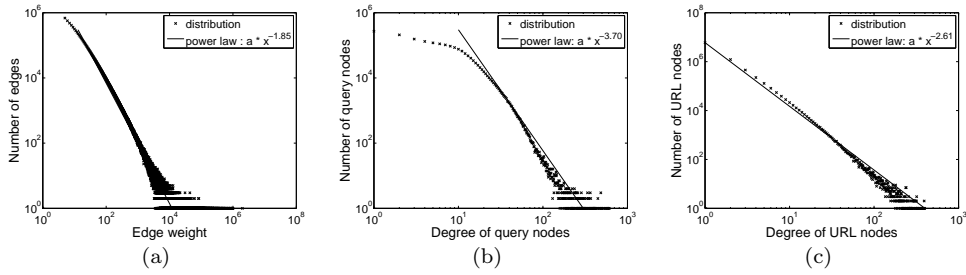 Number of edges
10^6
10^4
10^2
10^0
10^0 10^2 10^4 10^6 10^8
Edge weight
distribution
power law : a * x^−1.85
(a)
Number of query nodes
10^6
10^4
10^2
10^0
10^0 10^1 10^2 10^3
Degree of query nodes
distribution
power law: a * x^−3.70
(b)
Number of URL nodes
10^8
10^6
10^4
10^2
10^0
10^0 10^1 10^2 10^3
Degree of URL nodes
distribution
power law: a * x^−2.61
(c)